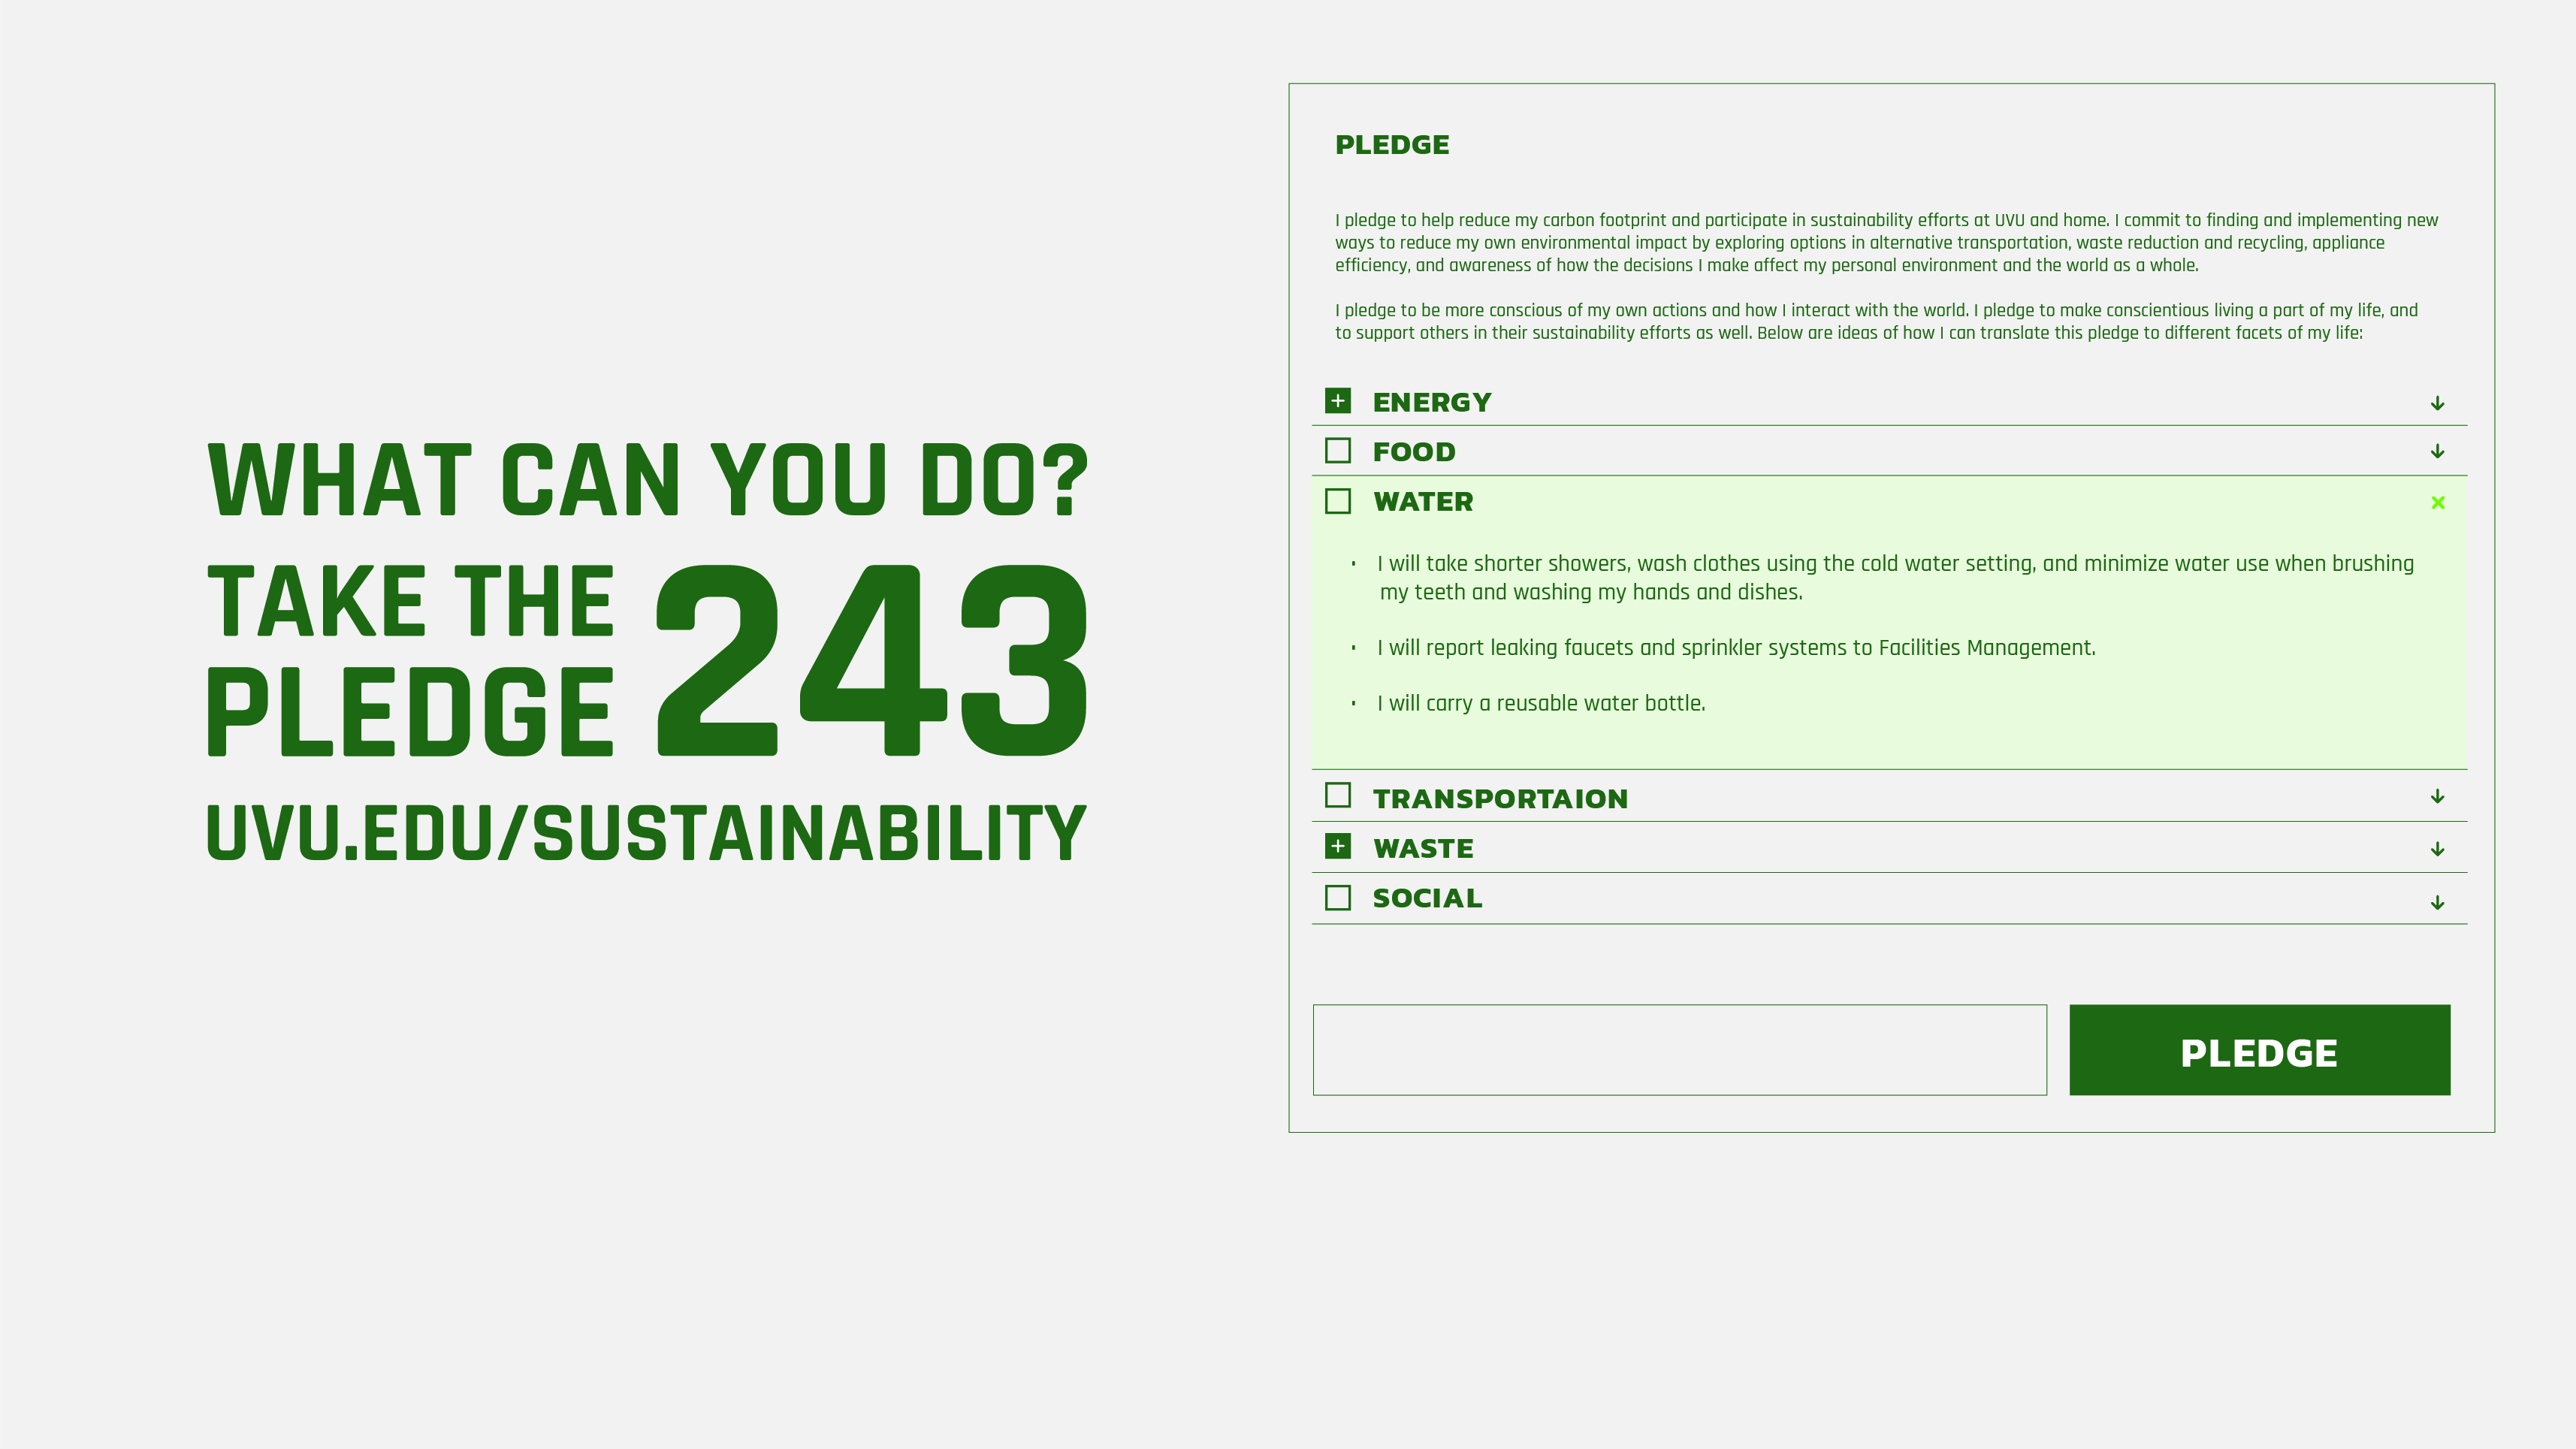 WHAT CAN YOU DO?
TAKE THE
PLEDGE
243
UVU.EDU/SUSTAINABILITY
PLEDGE
I pledge to help reduce my carbon footprint and participate in sustainability efforts at UVU and home. I commit to finding and implementing new
ways to reduce my own environmental impact by exploring options in alternative transportation, waste reduction and recycling, appliance
efficiency, and awareness of how the decisions I make affect my personal environment and the world as a whole.
I pledge to be more conscious of my own actions and how I interact with the world. I pledge to make conscientious living a part of my life, and
to support others in their sustainability efforts as well. Below are ideas of how I can translate this pledge to different facets of my life:
ENERGY
FOOD
WATER
· I will take shorter showers, wash clothes using the cold water setting, and minimize water use when brushing
my teeth and washing my hands and dishes.
· I will report leaking faucets and sprinkler systems to Facilities Management.
· I will carry a reusable water bottle.
TRANSPORTAION
WASTE
SOCIAL
PLEDGE